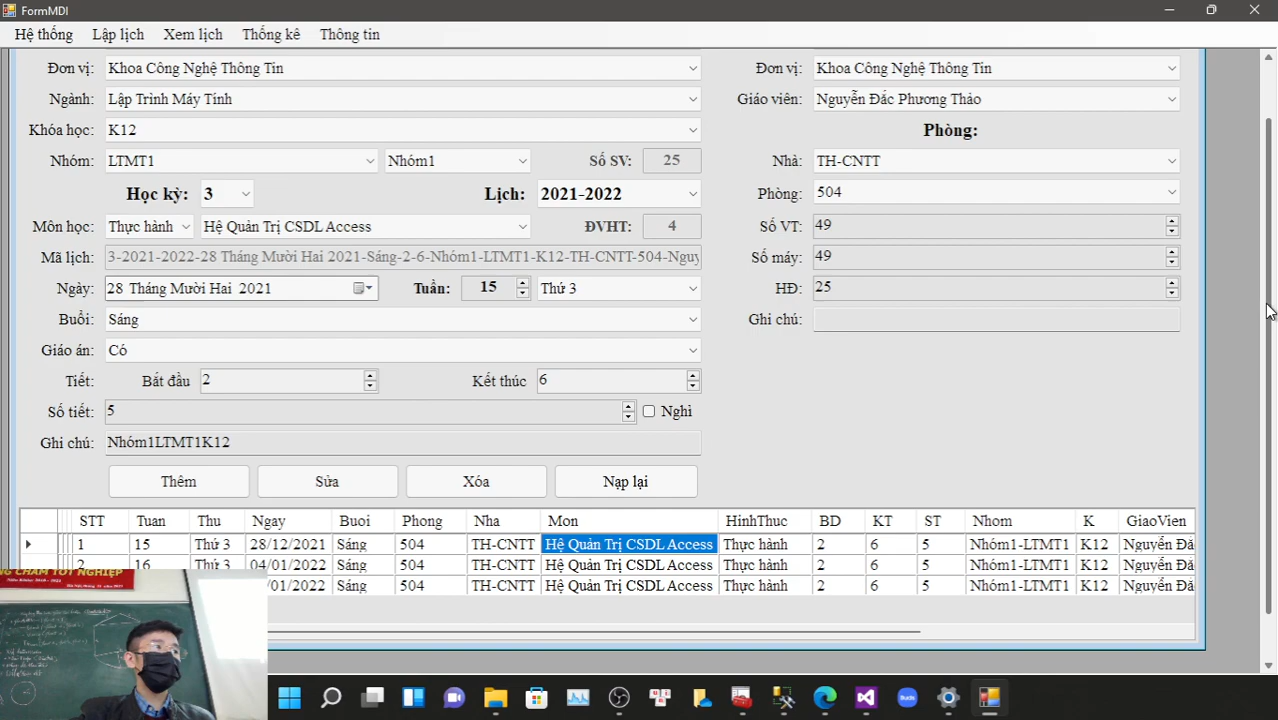 FormMDI
Hệ thống Lập lịch Xem lịch Thống kê Thông tin
Đơn vị: Khoa Công Nghệ Thông Tin Đơn vị: Khoa Công Nghệ Thông Tin
Ngành: Lập Trình Máy Tính Giáo viên: Nguyễn Đắc Phương Thảo
Khóa học: K12 Phòng:
Nhóm: LTMT1 Nhóm1 Số SV: 25 Nhà: TH-CNTT
Học kỳ: 3 Lịch: 2021-2022 Phòng: 504
Môn học: Thực hành Hệ Quản Trị CSDL Access ĐVHT: 4 Số VT: 49
Mã lịch: 3-2021-2022-28 Tháng Mười Hai 2021-Sáng-2-6-Nhóm1-LTMT1-K12-TH-CNTT-504-Nguy Số máy: 49
Ngày: 28 Tháng Mười Hai 2021 Tuần: 15 Thứ 3 HĐ: 25
Buổi: Sáng Ghi chú:
Giáo án: Có
Tiết: Bắt đầu 2 Kết thúc 6
Số tiết: 5 Nghỉ
Ghi chú: Nhóm1LTMT1K12
Thêm Sửa Xóa Nạp lại
STT Tuan Thu Ngay Buoi Phong Nha Mon HinhThuc BD KT ST Nhom K GiaoVien
1 15 Thứ 3 28/12/2021 Sáng 504 TH-CNTT Hệ Quản Trị CSDL Access Thực hành 2 6 5 Nhóm1-LTMT1 K12 Nguyễn Đă
2 16 Thứ 3 04/01/2022 Sáng 504 TH-CNTT Hệ Quản Trị CSDL Access Thực hành 2 6 5 Nhóm1-LTMT1 K12 Nguyễn Đă
/01/2022 Sáng 504 TH-CNTT Hệ Quản Trị CSDL Access Thực hành 2 6 5 Nhóm1-LTMT1 K12 Nguyễn Đă
NG CHẤM TỐT NGHIỆP